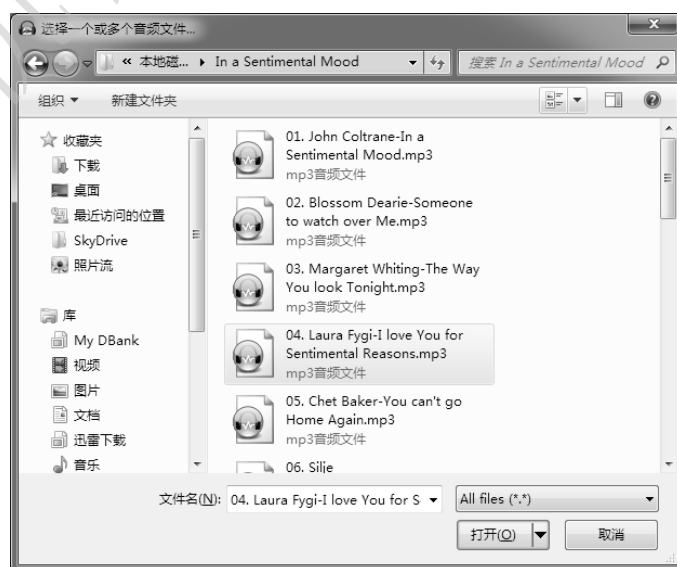 选择一个或多个音频文件...
« 本地磁... ▸ In a Sentimental Mood
搜索 In a Sentimental Mood
组织 ▼ 新建文件夹
收藏夹
下载
桌面
最近访问的位置
SkyDrive
照片流
库
My DBank
视频
图片
文档
迅雷下载
音乐
01. John Coltrane-In a
Sentimental Mood.mp3
mp3音频文件
02. Blossom Dearie-Someone
to watch over Me.mp3
mp3音频文件
03. Margaret Whiting-The Way
You look Tonight.mp3
mp3音频文件
04. Laura Fygi-I love You for
Sentimental Reasons.mp3
mp3音频文件
05. Chet Baker-You can't go
Home Again.mp3
mp3音频文件
06. Silje
文件名(N): 04. Laura Fygi-I love You for S
All files (*.*)
打开(O) 取消